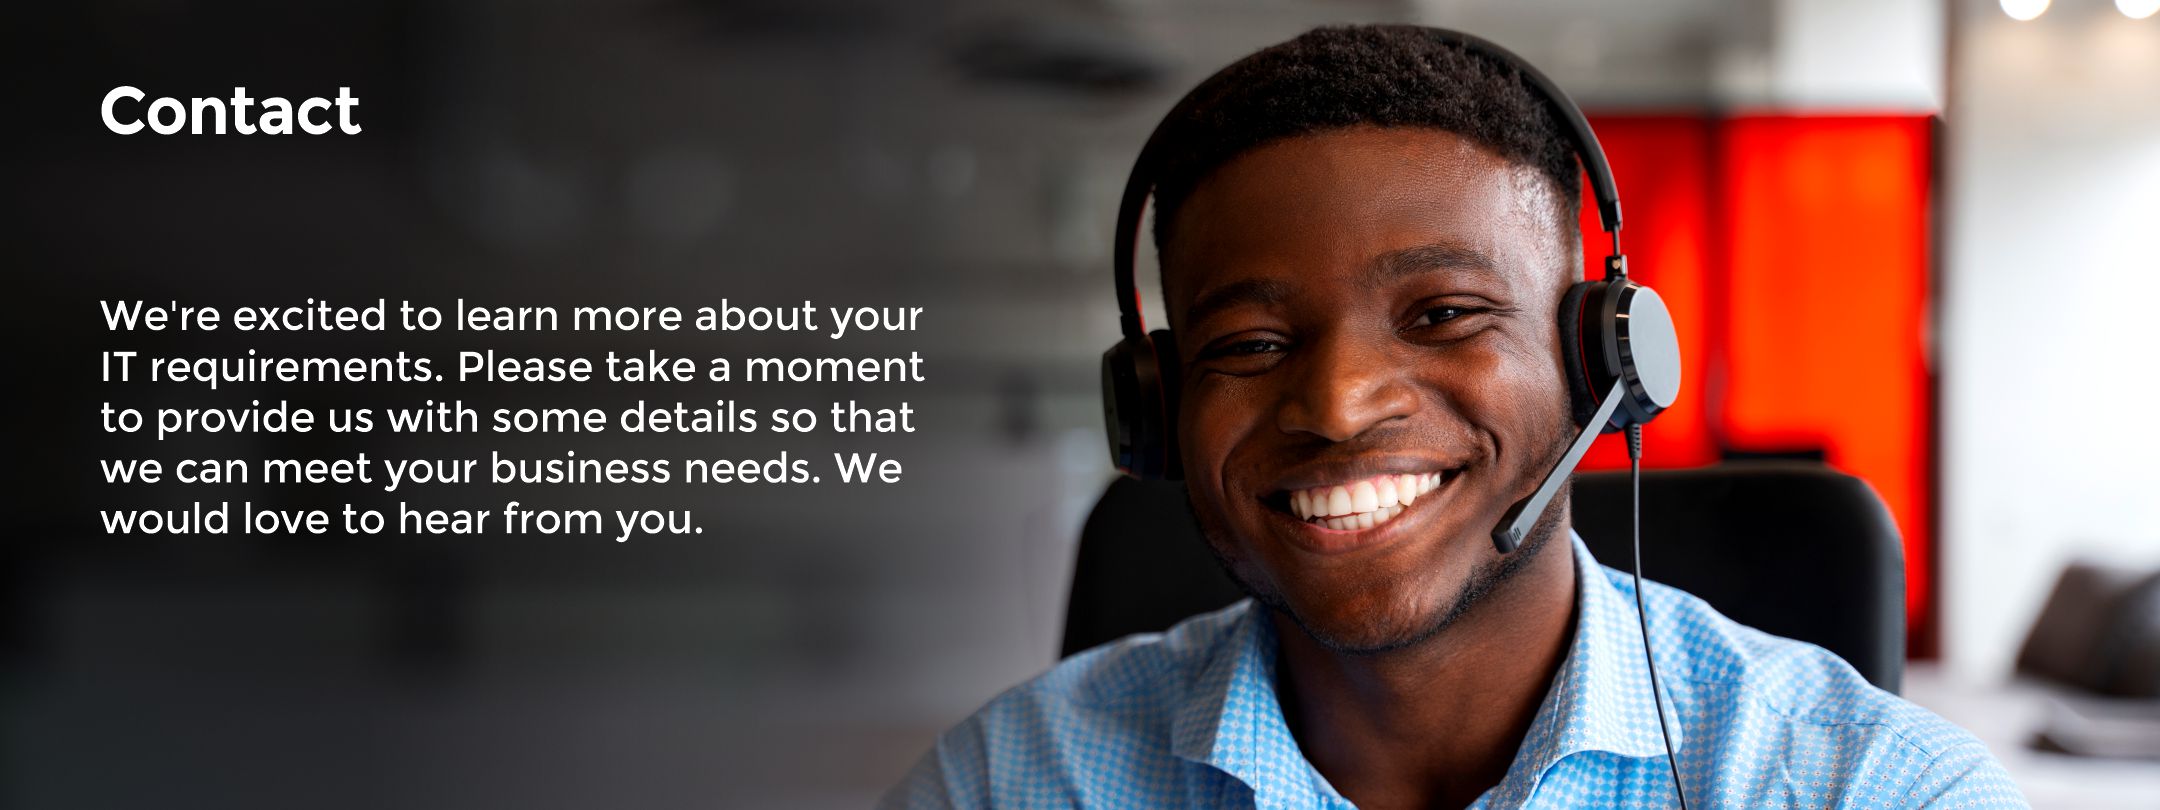 Contact
We're excited to learn more about your
IT requirements. Please take a moment
to provide us with some details so that
we can meet your business needs. We
would love to hear from you.